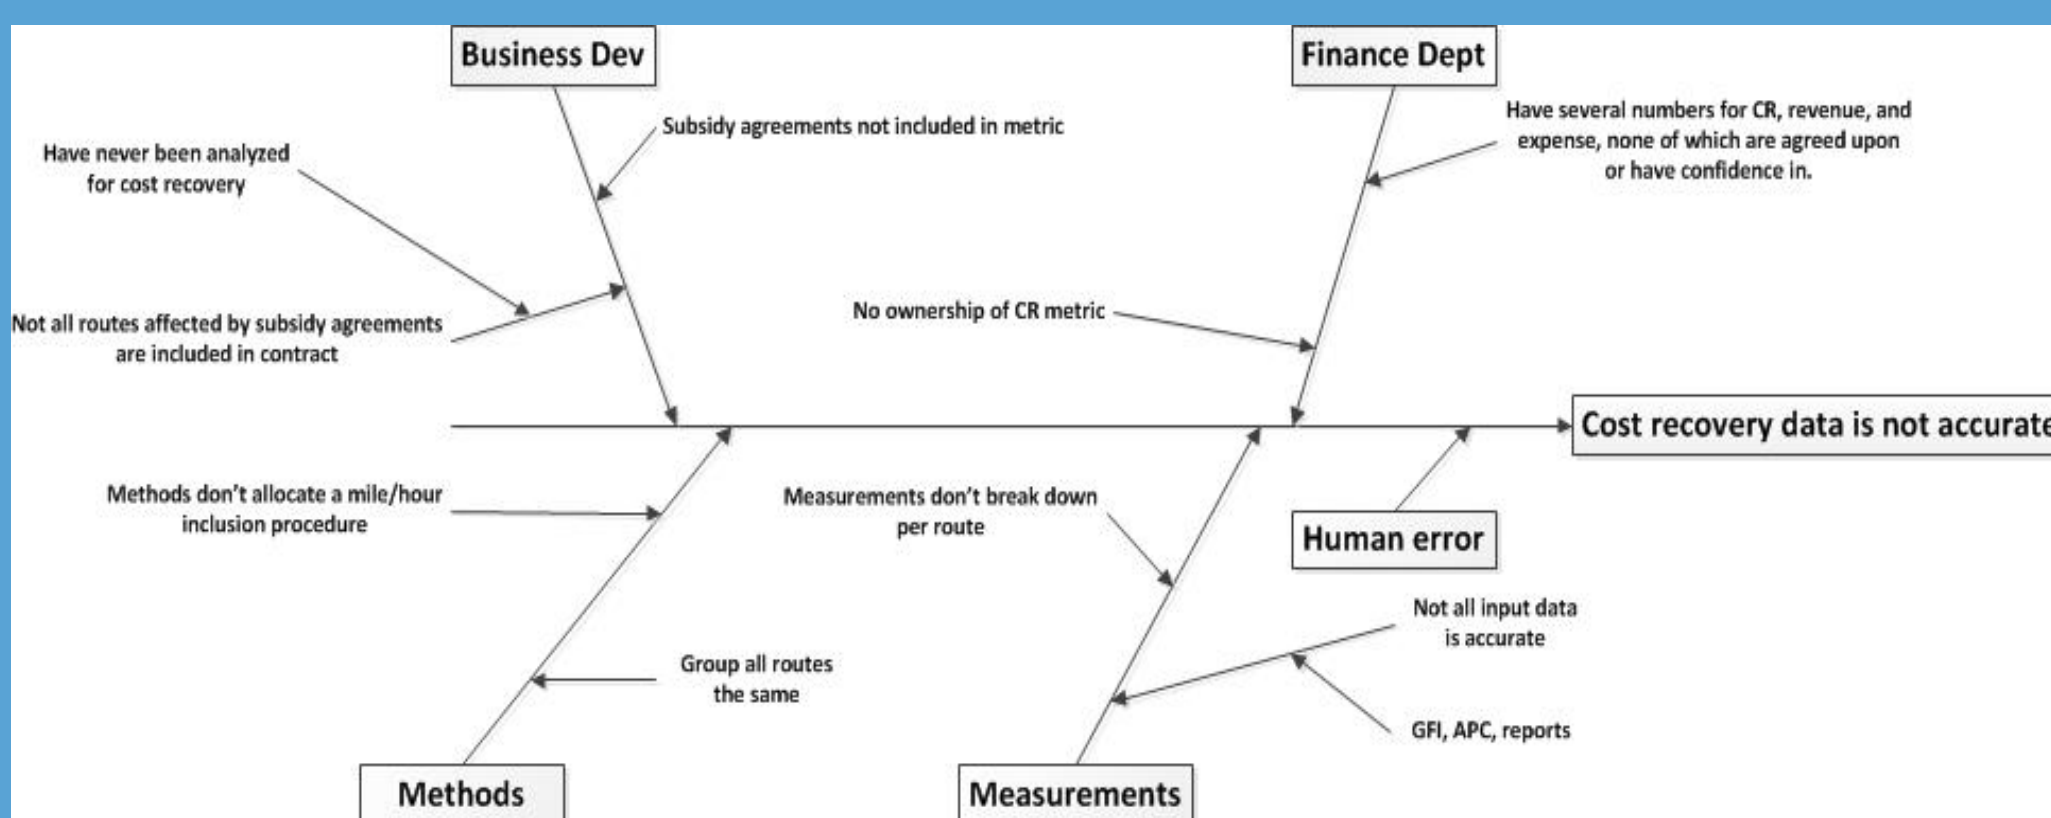 Business Dev
Finance Dept
Have several numbers for CR, revenue, and
expense, none of which are agreed upon
or have confidence in.
Subsidy agreements not included in metric
Have never been analyzed
for cost recovery
No ownership of CR metric
Not all routes affected by subsidy agreements
are included in contract
Cost recovery data is not accurate
Methods don't allocate a mile/hour
inclusion procedure
Measurements don't break down
per route
Human error
Not all input data
is accurate
Group all routes
the same
GFI, APC, reports
Methods
Measurements